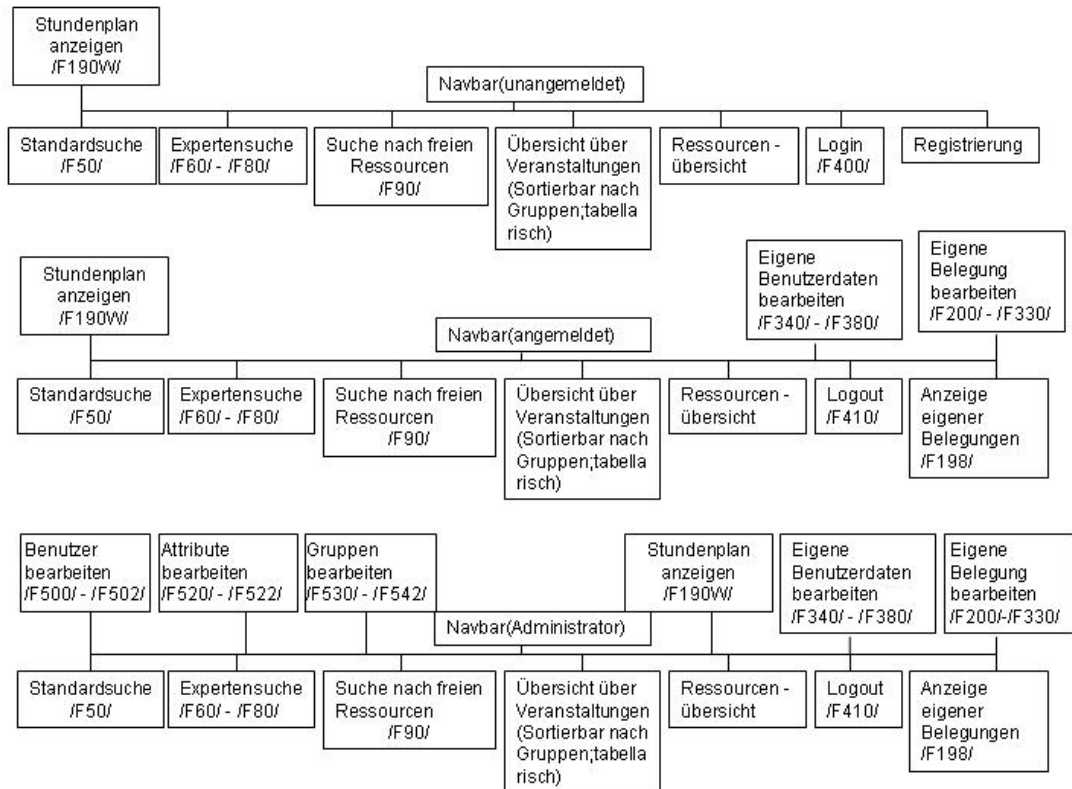 Stundenplan
anzeigen
/F190W/
Navbar(unangemeldet)
Standardsuche
/F50/
Expertensuche
/F60/ - /F80/
Suche nach freien
Ressourcen
/F90/
Übersicht über
Veranstaltungen
(Sortierbar nach
Gruppen;tabella
risch)
Ressourcen -
übersicht
Login
/F400/
Registrierung
Stundenplan
anzeigen
/F190W/
Eigene
Benutzerdaten
bearbeiten
/F340/ - /F380/
Eigene
Belegung
bearbeiten
/F200/ - /F330/
Navbar(angemeldet)
Standardsuche
/F50/
Expertensuche
/F60/ - /F80/
Suche nach freien
Ressourcen
/F90/
Übersicht über
Veranstaltungen
(Sortierbar nach
Gruppen;tabella
risch)
Ressourcen -
übersicht
Logout
/F410/
Anzeige
eigener
Belegungen
/F198/
Benutzer
bearbeiten
/F500/ - /F502/
Attribute
bearbeiten
/F520/ - /F522/
Gruppen
bearbeiten
/F530/ - /F542/
Stundenplan
anzeigen
/F190W/
Eigene
Benutzerdaten
bearbeiten
/F340/ - /F380/
Eigene
Belegung
bearbeiten
/F200/-/F330/
Navbar(Administrator)
Standardsuche
/F50/
Expertensuche
/F60/ - /F80/
Suche nach freien
Ressourcen
/F90/
Übersicht über
Veranstaltungen
(Sortierbar nach
Gruppen;tabella
risch)
Ressourcen -
übersicht
Logout
/F410/
Anzeige
eigener
Belegungen
/F198/